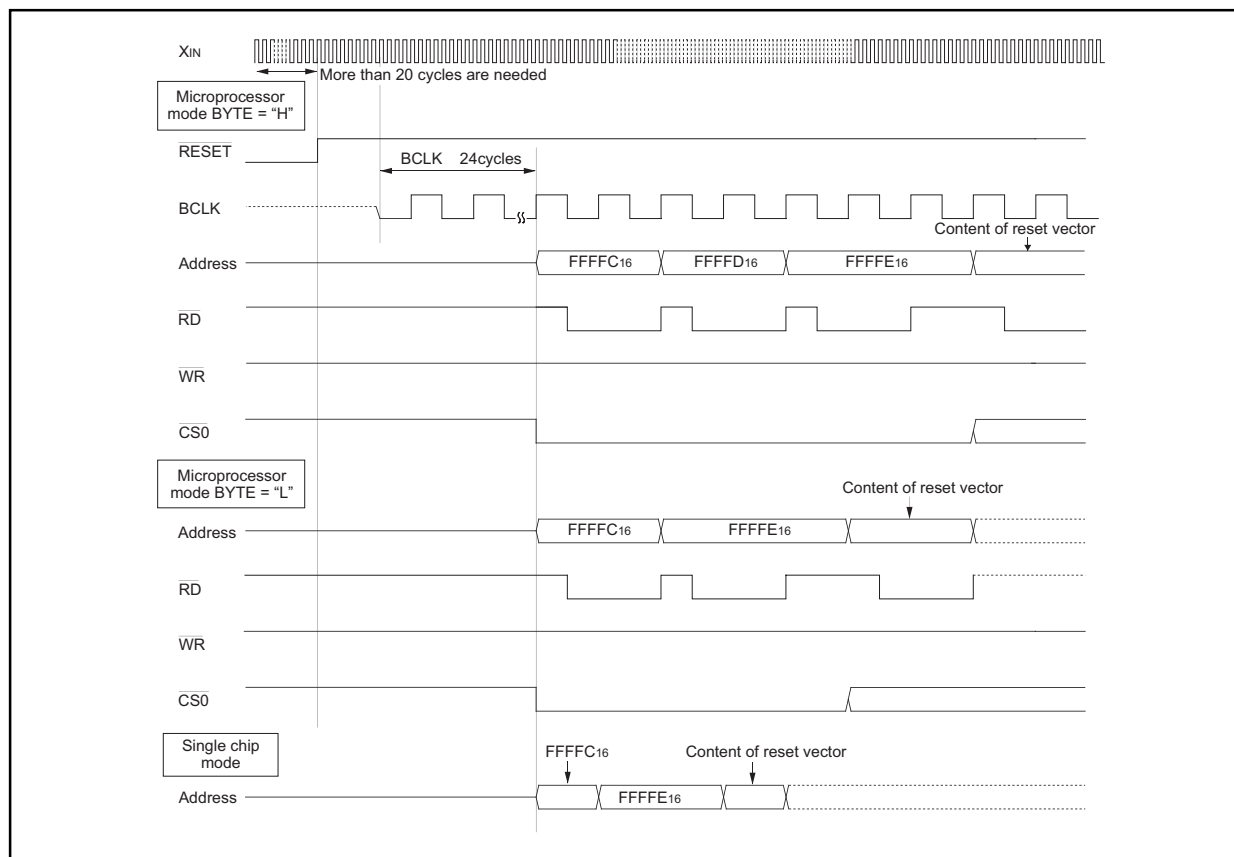 XIN
More than 20 cycles are needed
Microprocessor
mode BYTE = “H”
RESET
BCLK 24cycles
BCLK
Content of reset vector
Address FFFFC16 FFFFD16 FFFFE16
RD
WR
CS0
Microprocessor
mode BYTE = “L”
Content of reset vector
Address FFFFC16 FFFFE16
RD
WR
CS0
Single chip
mode
FFFFC16 Content of reset vector
Address FFFFE16